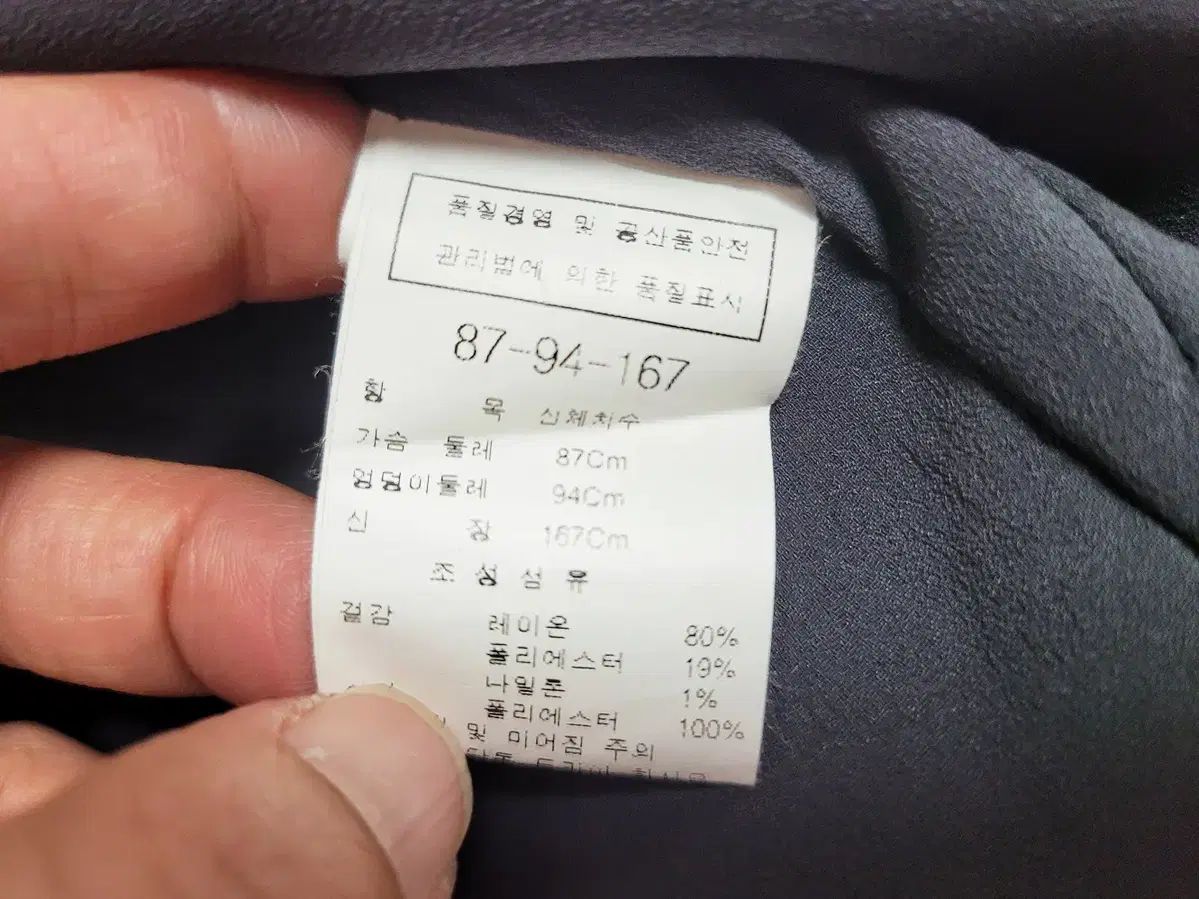 품질경영 및 공산품안전
관리법에 의한 품질표시
87-94-167
항 목 신체치수
가슴 둘레 87Cm
엉덩이둘레 94Cm
신 장 167Cm
조 성 섬 유
겉감 레이온 80%
폴리에스터 19%
나일론 1%
폴리에스터 100%
및 미어짐 주의